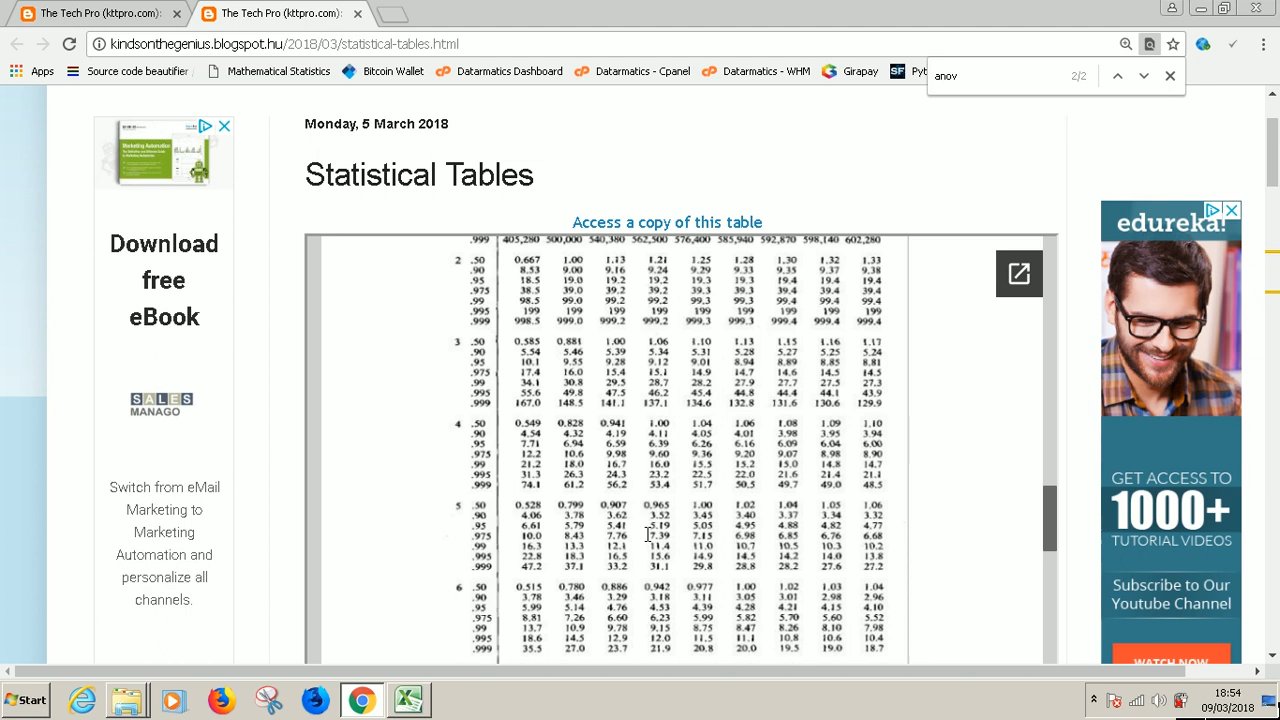 The Tech Pro (kttpro.com):
The Tech Pro (kttpro.com):
kindsonthegenius.blogspot.hu/2018/03/statistical-tables.html
Apps Source code beautifier Mathematical Statistics Bitcoin Wallet Datarmatics Dashboard Datarmatics - Cpanel Datarmatics - WHM Girapay SF Pyt
anov 2/2
Monday, 5 March 2018
Statistical Tables
Access a copy of this table
.999 405,280 500,000 540,380 562,500 576,400 585,940 592,870 598,140 602,280
2 .50 0.667 1.00 1.13 1.21 1.25 1.28 1.30 1.32 1.33
.90 8.53 9.00 9.16 9.24 9.29 9.33 9.35 9.37 9.38
.95 18.5 19.0 19.2 19.2 19.3 19.3 19.4 19.4 19.4
.975 38.5 39.0 39.2 39.2 39.3 39.3 39.4 39.4 39.4
.99 98.5 99.0 99.2 99.2 99.3 99.3 99.4 99.4 99.4
.995 199 199 199 199 199 199 199 199 199
.999 998.5 999.0 999.2 999.2 999.3 999.3 999.4 999.4 999.4
3 .50 0.585 0.881 1.00 1.06 1.10 1.13 1.15 1.16 1.17
.90 5.54 5.46 5.39 5.34 5.31 5.28 5.27 5.25 5.24
.95 10.1 9.55 9.28 9.12 9.01 8.94 8.89 8.85 8.81
.975 17.4 16.0 15.4 15.1 14.9 14.7 14.6 14.5 14.5
.99 34.1 30.8 29.5 28.7 28.2 27.9 27.7 27.5 27.3
.995 55.6 49.8 47.5 46.2 45.4 44.8 44.4 44.1 43.9
.999 167.0 148.5 141.1 137.1 134.6 132.8 131.6 130.6 129.9
4 .50 0.549 0.828 0.941 1.00 1.04 1.06 1.08 1.09 1.10
.90 4.54 4.32 4.19 4.11 4.05 4.01 3.98 3.95 3.94
.95 7.71 6.94 6.59 6.39 6.26 6.16 6.09 6.04 6.00
.975 12.2 10.6 9.98 9.60 9.36 9.20 9.07 8.98 8.90
.99 21.2 18.0 16.7 16.0 15.5 15.2 15.0 14.8 14.7
.995 31.3 26.3 24.3 23.2 22.5 22.0 21.6 21.4 21.1
.999 74.1 61.2 56.2 53.4 51.7 50.5 49.7 49.0 48.5
5 .50 0.528 0.799 0.907 0.965 1.00 1.02 1.04 1.05 1.06
.90 4.06 3.78 3.62 3.52 3.45 3.40 3.37 3.34 3.32
.95 6.61 5.79 5.41 5.19 5.05 4.95 4.88 4.82 4.77
.975 10.0 8.43 7.76 7.39 7.15 6.98 6.85 6.76 6.68
.99 16.3 13.3 12.1 11.4 11.0 10.7 10.5 10.3 10.2
.995 22.8 18.3 16.5 15.6 14.9 14.5 14.2 14.0 13.8
.999 47.2 37.1 33.2 31.1 29.8 28.8 28.2 27.6 27.2
6 .50 0.515 0.780 0.886 0.942 0.977 1.00 1.02 1.03 1.04
.90 3.78 3.46 3.29 3.18 3.11 3.05 3.01 2.98 2.96
.95 5.99 5.14 4.76 4.53 4.39 4.28 4.21 4.15 4.10
.975 8.81 7.26 6.60 6.23 5.99 5.82 5.70 5.60 5.52
.99 13.7 10.9 9.78 9.15 8.75 8.47 8.26 8.10 7.98
.995 18.6 14.5 12.9 12.0 11.5 11.1 10.8 10.6 10.4
.999 35.5 27.0 23.7 21.9 20.8 20.0 19.5 19.0 18.7
Marketing Automation
Download
free
eBook
SALES
MANAGO
Switch from eMail
Marketing to
Marketing
Automation and
personalize all
channels.
edureka!
GET ACCESS TO
1000+
TUTORIAL VIDEOS
Subscribe to Our
Youtube Channel
WATCH NOW
Start
18:54
09/03/2018